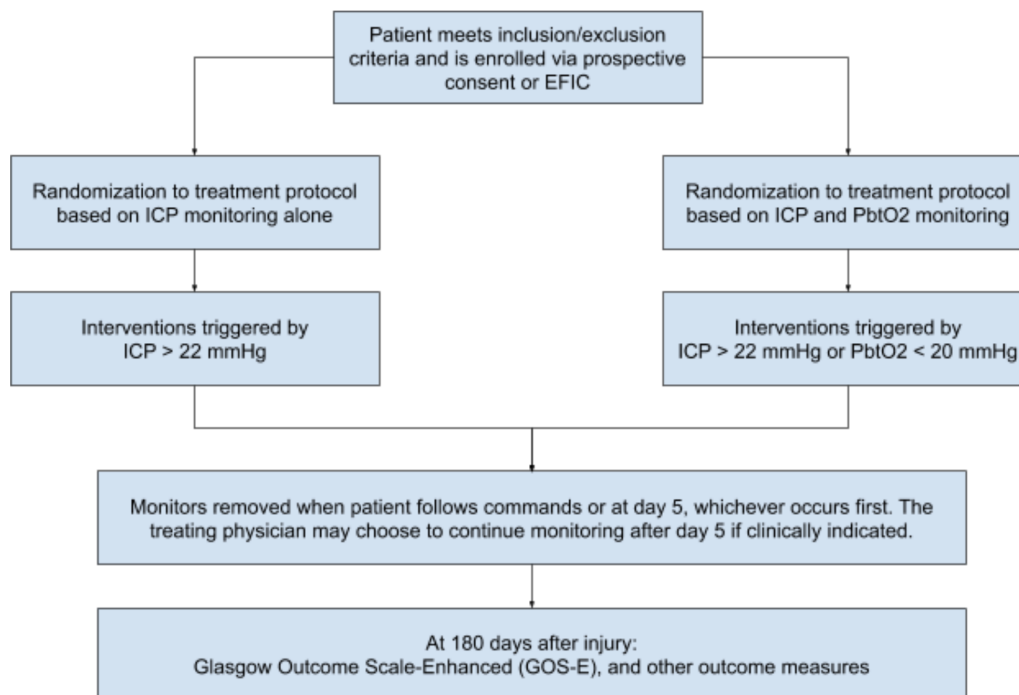 Patient meets inclusion/exclusion
criteria and is enrolled via prospective
consent or EFIC
Randomization to treatment protocol
based on ICP monitoring alone
Randomization to treatment protocol
based on ICP and PbtO2 monitoring
Interventions triggered by
ICP > 22 mmHg
Interventions triggered by
ICP > 22 mmHg or PbtO2 < 20 mmHg
Monitors removed when patient follows commands or at day 5, whichever occurs first. The
treating physician may choose to continue monitoring after day 5 if clinically indicated.
At 180 days after injury:
Glasgow Outcome Scale-Enhanced (GOS-E), and other outcome measures